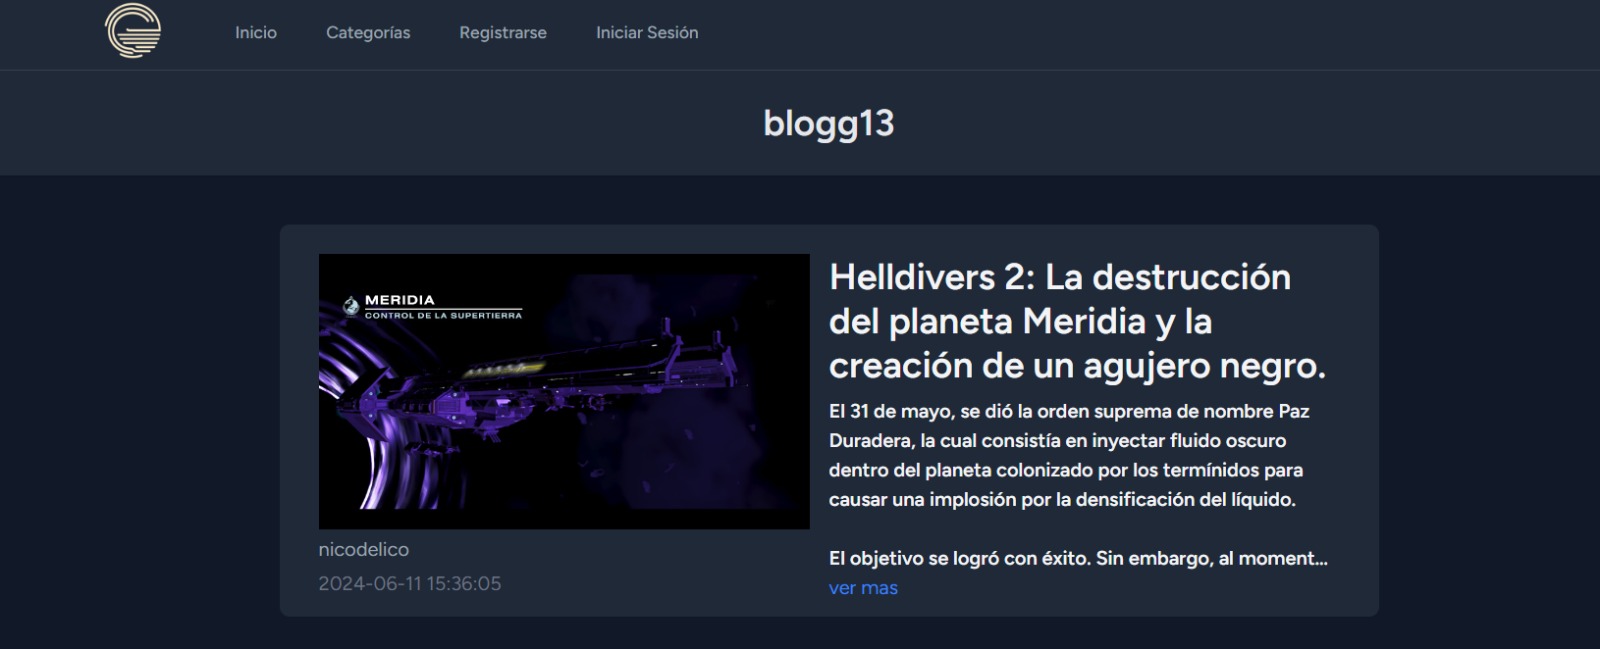 Inicio Categorías Registrarse Iniciar Sesión
blogg13
MERIDIA
CONTROL DE LA SUPERTIERRA
nicodelico
2024-06-11 15:36:05
Helldivers 2: La destrucción
del planeta Meridia y la
creación de un agujero negro.
El 31 de mayo, se dió la orden suprema de nombre Paz
Duradera, la cual consistía en inyectar fluido oscuro
dentro del planeta colonizado por los termínidos para
causar una implosión por la densificación del líquido.
El objetivo se logró con éxito. Sin embargo, al moment...
ver mas